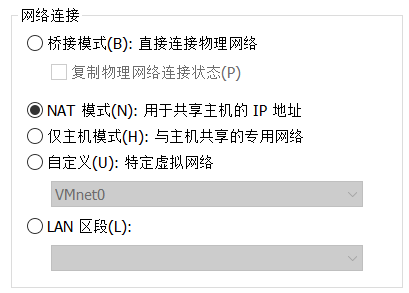 网络连接
桥接模式(B): 直接连接物理网络
复制物理网络连接状态(P)
NAT 模式(N): 用于共享主机的 IP 地址
仅主机模式(H): 与主机共享的专用网络
自定义(U): 特定虚拟网络
VMnet0
LAN 区段(L):